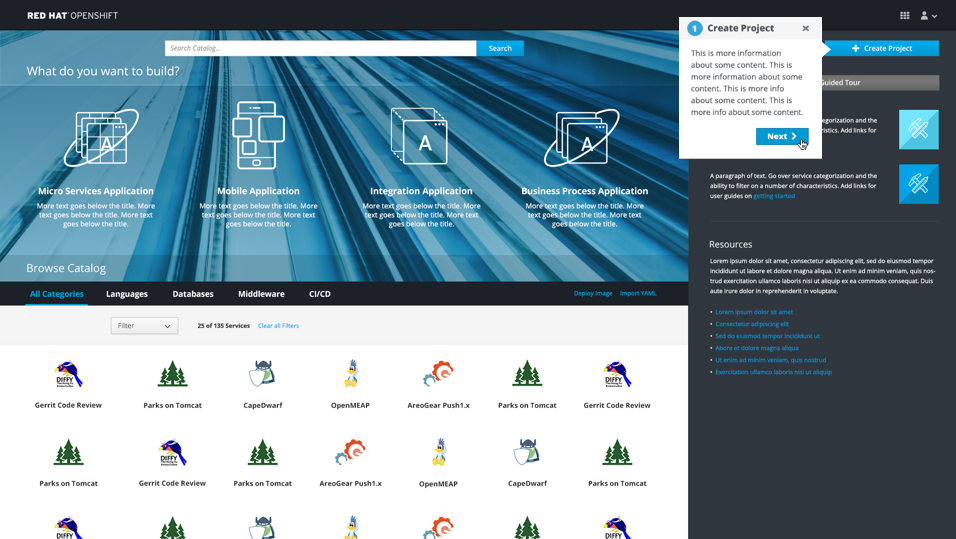 RED HAT OPENSHIFT
Search Catalog...
Search
What do you want to build?
A
Micro Services Application
More text goes below the title. More
text goes below the title. More text
goes below the title.
Mobile Application
More text goes below the title. More
text goes below the title. More text
goes below the title.
A
Integration Application
More text goes below the title. More
text goes below the title. More text
goes below the title.
A
Business Process Application
More text goes below the title. More
text goes below the title. More text
goes below the title.
Browse Catalog
All Categories
Languages
Databases
Middleware
CI/CD
Deploy Image
Import YAML
Filter
25 of 135 Services
Clear all Filters
DIFFY
Gerrit Code Review
Parks on Tomcat
CapeDwarf
OpenMEAP
AreoGear Push1.x
Parks on Tomcat
DIFFY
Gerrit Code Review
Parks on Tomcat
DIFFY
Gerrit Code Review
Parks on Tomcat
AreoGear Push1.x
OpenMEAP
CapeDwarf
Parks on Tomcat
DIFFY
DIFFY
1 Create Project
This is more information
about some content. This is
more information about some
content. This is more info
about some content. This is
more info about some content.
Next
Create Project
Guided Tour
categorization and the
Add links for
A paragraph of text. Go over service categorization and the
ability to filter on a number of characteristics. Add links for
user guides on getting started
Resources
Lorem ipsum dolor sit amet, consectetur adipiscing elit, sed do eiusmod tempor
incididunt ut labore et dolore magna aliqua. Ut enim ad minim veniam, quis nos-
trud exercitation ullamco laboris nisi ut aliquip ex ea commodo consequat. Duis
aute irure dolor in reprehenderit in voluptate.
• Lorem ipsum dolor sit amet
• Consectetur adipiscing elit
• Sed do eiusmod temper incididunt ut
• Abore et dolore magna aliqua
• Ut enim ad minim veniam, quis nostrud
• Exercitation ullamco laboris nisi ut aliquip